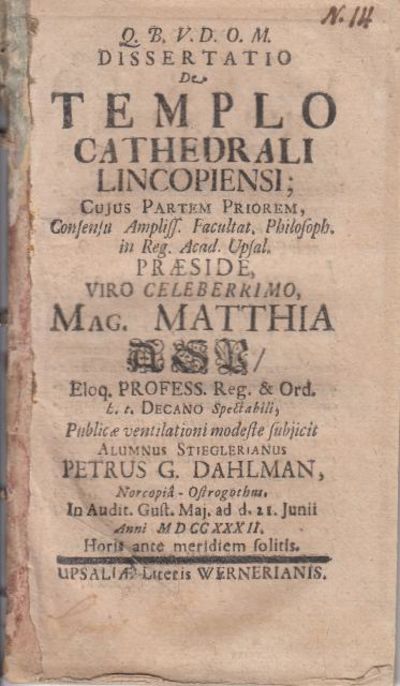 N. 14
Q. B. V. D. O. M.
DISSERTATIO
De
TEMPLO
CATHEDRALI
LINCOPIENSI;
CUJUS PARTEM PRIOREM,
Consensu Ampliss. Facultat. Philosoph.
in Reg. Acad. Upsal.
PRÆSIDE,
VIRO CELEBERRIMO,
MAG. MATTHIA
ASP/
Eloq. PROFESS. Reg. & Ord.
h. t. DECANO Spectabili,
Publicæ ventilationi modeste subjicit
ALUMNUS STIEGLERIANUS
PETRUS G. DAHLMAN,
Norcopiâ-Ostrogothus.
In Audit. Gust. Maj. ad d. 21. Junii
Anni MDCCXXXII.
Horis ante meridiem solitis.
UPSALIÆ Literis WERNERIANIS.